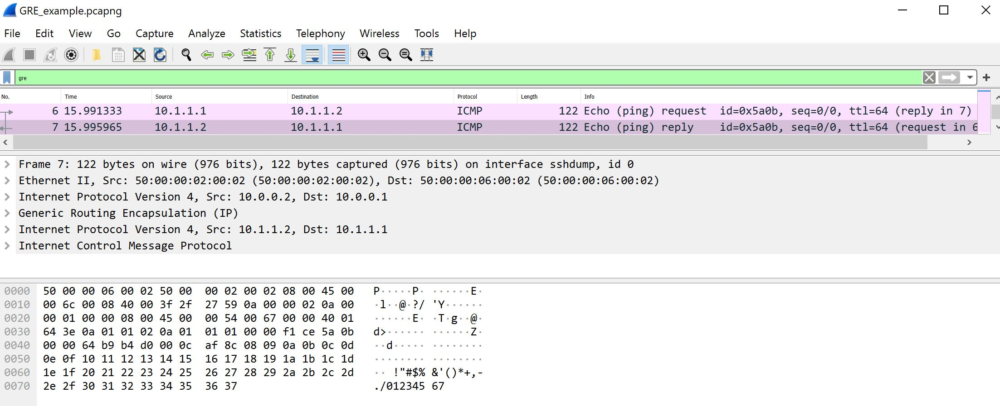 GRE_example.pcapng
File Edit View Go Capture Analyze Statistics Telephony Wireless Tools Help
gre
No. Time Source Destination Protocol Length Info
6 15.991333 10.1.1.1 10.1.1.2 ICMP 122 Echo (ping) request id=0x5a0b, seq=0/0, ttl=64 (reply in 7)
7 15.995965 10.1.1.2 10.1.1.1 ICMP 122 Echo (ping) reply id=0x5a0b, seq=0/0, ttl=64 (request in 6
Frame 7: 122 bytes on wire (976 bits), 122 bytes captured (976 bits) on interface sshdump, id 0
Ethernet II, Src: 50:00:00:02:00:02 (50:00:00:02:00:02), Dst: 50:00:00:06:00:02 (50:00:00:06:00:02)
Internet Protocol Version 4, Src: 10.0.0.2, Dst: 10.0.0.1
Generic Routing Encapsulation (IP)
Internet Protocol Version 4, Src: 10.1.1.2, Dst: 10.1.1.1
Internet Control Message Protocol
0000 50 00 00 06 00 02 50 00 00 02 00 02 08 00 45 00 P·····P· ······E·
0010 00 6c 00 08 40 00 3f 2f 27 59 0a 00 00 02 0a 00 ·l··@·?/ 'Y······
0020 00 01 00 00 08 00 45 00 00 54 00 67 00 00 40 01 ······E· ·T·g··@·
0030 64 3e 0a 01 01 02 0a 01 01 01 00 00 f1 ce 5a 0b d>······ ······Z·
0040 00 00 64 b9 b4 d0 00 0c af 8c 08 09 0a 0b 0c 0d ··d····· ········
0050 0e 0f 10 11 12 13 14 15 16 17 18 19 1a 1b 1c 1d ········ ········
0060 1e 1f 20 21 22 23 24 25 26 27 28 29 2a 2b 2c 2d ·· !"#$% &'()*+,-
0070 2e 2f 30 31 32 33 34 35 36 37 ./012345 67